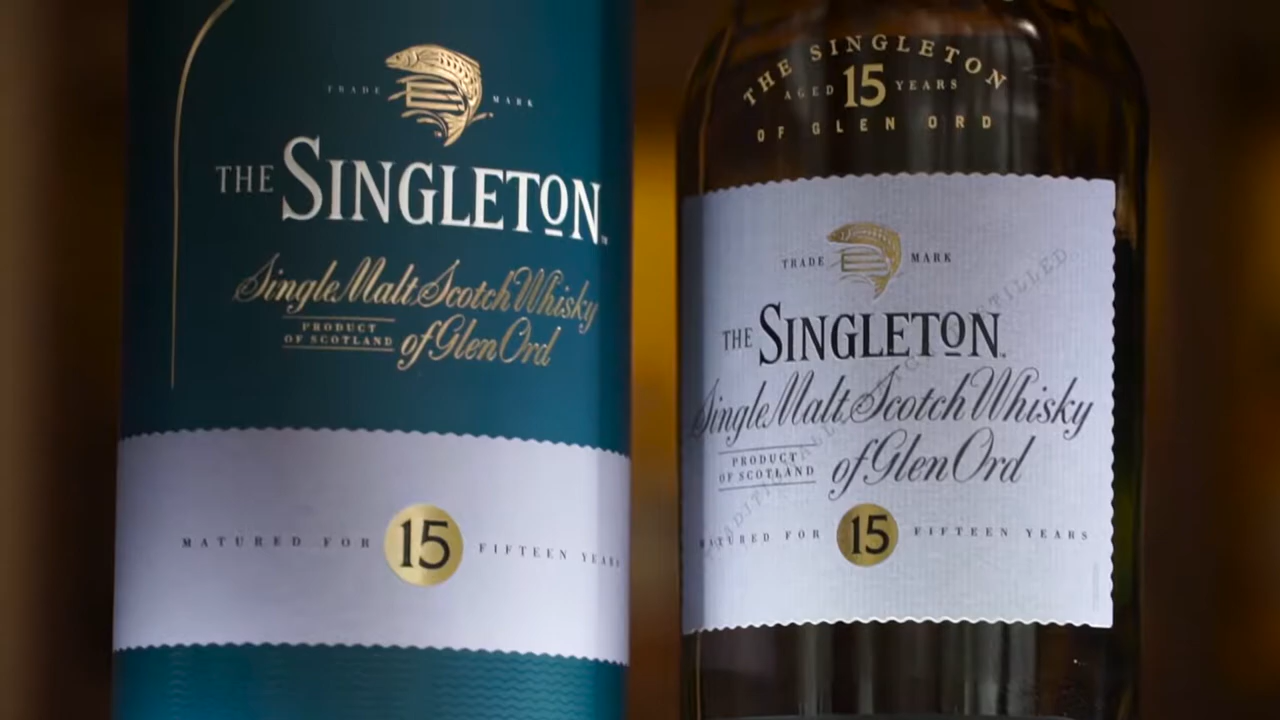 TRADE MARK
THE SINGLETON
Single Malt Scotch Whisky
PRODUCT OF SCOTLAND
of Glen Ord
MATURED FOR 15 FIFTEEN YEARS
THE SINGLETON
AGED 15 YEARS
OF GLEN ORD
TRADE MARK
THE SINGLETON
Single Malt Scotch Whisky
PRODUCT OF SCOTLAND
of Glen Ord
MATURED FOR 15 FIFTEEN YEARS